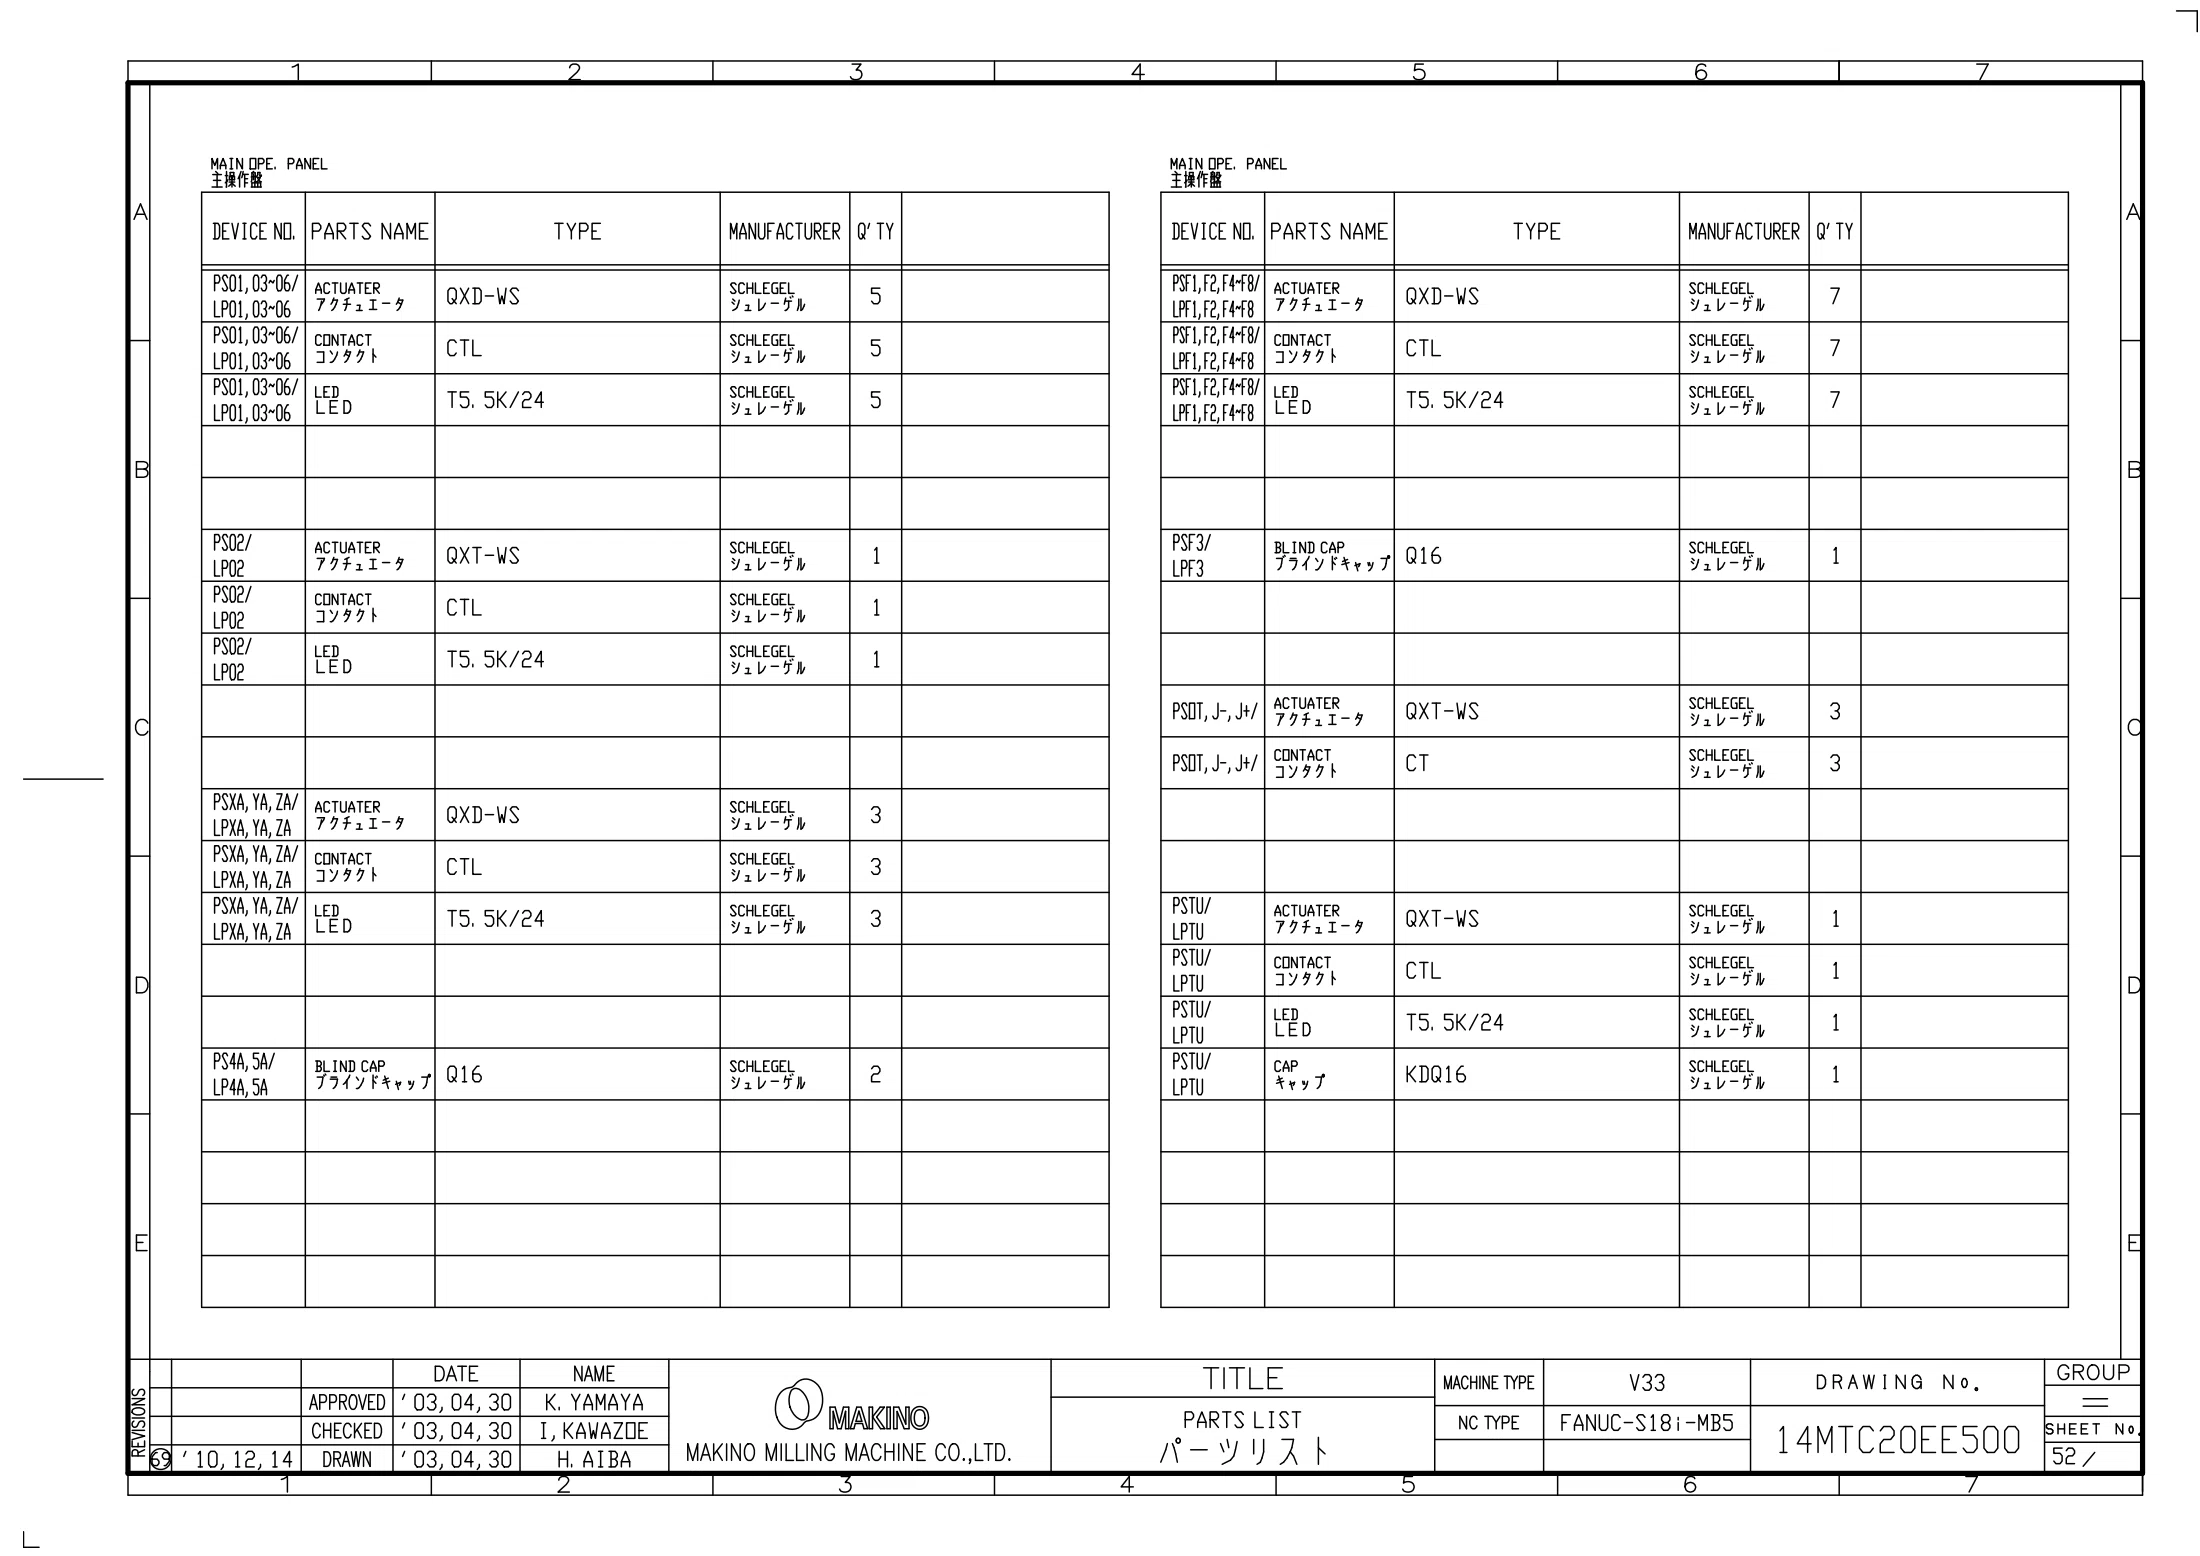 1 2 3 4 5 6 7
MAIN OPE. PANEL
主操作盤
DEVICE NO. PARTS NAME TYPE MANUFACTURER Q'TY
PS01,03~06/ ACTUATER QXD-WS SCHLEGEL 5
LP01,03~06 アクチュエータ シュレーゲル
PS01,03~06/ CONTACT CTL SCHLEGEL 5
LP01,03~06 コンタクト シュレーゲル
PS01,03~06/ LED T5.5K/24 SCHLEGEL 5
LP01,03~06 LED シュレーゲル
PS02/ ACTUATER QXT-WS SCHLEGEL 1
LP02 アクチュエータ シュレーゲル
PS02/ CONTACT CTL SCHLEGEL 1
LP02 コンタクト シュレーゲル
PS02/ LED T5.5K/24 SCHLEGEL 1
LP02 LED シュレーゲル
PSXA,YA,ZA/ ACTUATER QXD-WS SCHLEGEL 3
LPXA,YA,ZA アクチュエータ シュレーゲル
PSXA,YA,ZA/ CONTACT CTL SCHLEGEL 3
LPXA,YA,ZA コンタクト シュレーゲル
PSXA,YA,ZA/ LED T5.5K/24 SCHLEGEL 3
LPXA,YA,ZA LED シュレーゲル
PS4A,5A/ BLIND CAP Q16 SCHLEGEL 2
LP4A,5A ブラインドキャップ シュレーゲル
MAIN OPE. PANEL
主操作盤
DEVICE NO. PARTS NAME TYPE MANUFACTURER Q'TY
PSF1,F2,F4~F8/ ACTUATER QXD-WS SCHLEGEL 7
LPF1,F2,F4~F8 アクチュエータ シュレーゲル
PSF1,F2,F4~F8/ CONTACT CTL SCHLEGEL 7
LPF1,F2,F4~F8 コンタクト シュレーゲル
PSF1,F2,F4~F8/ LED T5.5K/24 SCHLEGEL 7
LPF1,F2,F4~F8 LED シュレーゲル
PSF3/ BLIND CAP Q16 SCHLEGEL 1
LPF3 ブラインドキャップ シュレーゲル
PSOT,J-,J+/ ACTUATER QXT-WS SCHLEGEL 3
アクチュエータ シュレーゲル
PSOT,J-,J+/ CONTACT CT SCHLEGEL 3
コンタクト シュレーゲル
PSTU/ ACTUATER QXT-WS SCHLEGEL 1
LPTU アクチュエータ シュレーゲル
PSTU/ CONTACT CTL SCHLEGEL 1
LPTU コンタクト シュレーゲル
PSTU/ LED T5.5K/24 SCHLEGEL 1
LPTU LED シュレーゲル
PSTU/ CAP KDQ16 SCHLEGEL 1
LPTU キャップ シュレーゲル
A A
B B
C C
D D
E E
REVISIONS
69 '10,12,14
DATE NAME
APPROVED '03,04,30 K. YAMAYA
CHECKED '03,04,30 I, KAWAZOE
DRAWN '03,04,30 H. AIBA
MAKINO
MAKINO MILLING MACHINE CO.,LTD.
TITLE
PARTS LIST
パーツリスト
MACHINE TYPE V33
NC TYPE FANUC-S18i-MB5
DRAWING No.
14MTC20EE500
GROUP
=
SHEET No.
52/
1 2 3 4 5 6 7